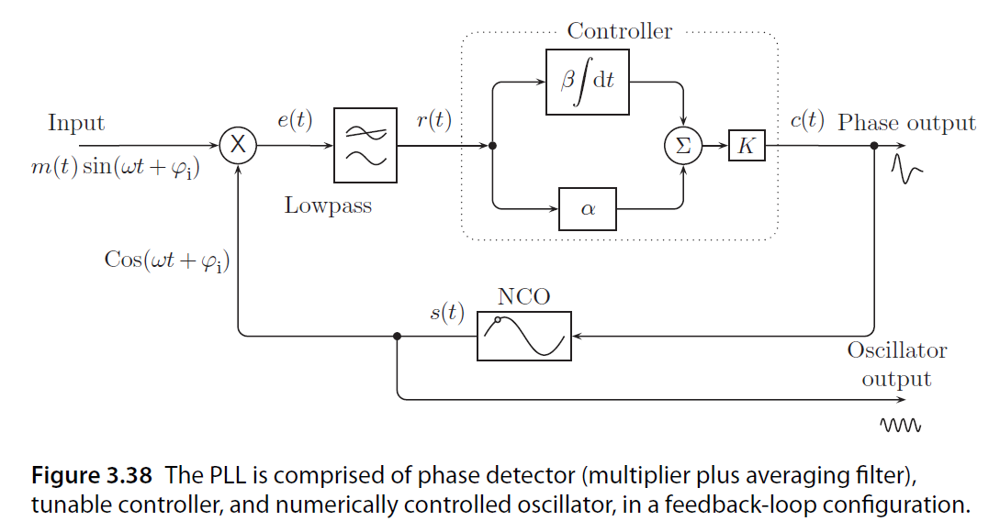 Controller
β∫dt
Input
e(t)
r(t)
c(t) Phase output
X
Σ
K
m(t) sin(ωt + φi)
Lowpass
α
Cos(ωt + φi)
NCO
s(t)
Oscillator
output
Figure 3.38 The PLL is comprised of phase detector (multiplier plus averaging filter),
tunable controller, and numerically controlled oscillator, in a feedback-loop configuration.